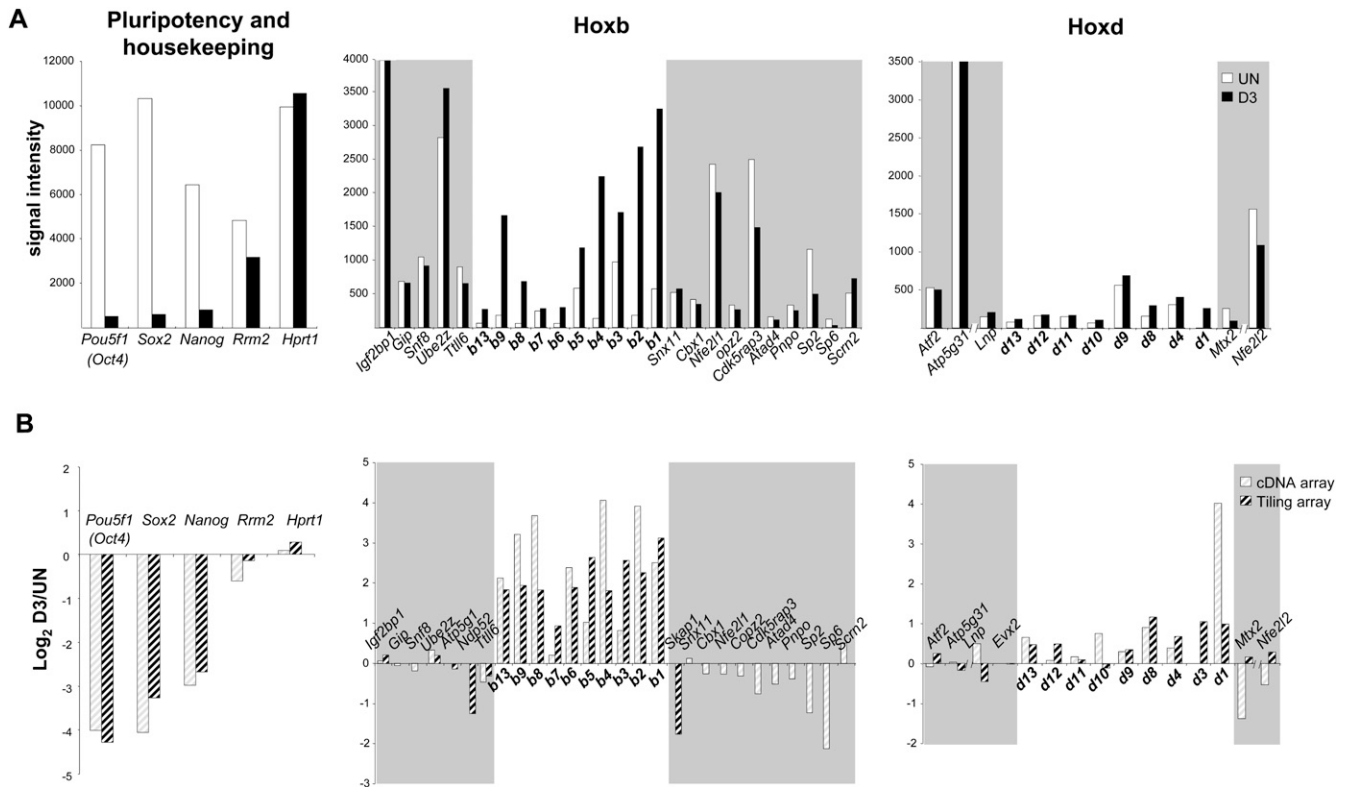 A
Pluripotency and
housekeeping
Hoxb
Hoxd
signal intensity
12000
10000
8000
6000
4000
2000
Pou5f1
(Oct4)
Sox2
Nanog
Rrm2
Hprt1
4000
3500
3000
2500
2000
1500
1000
500
Igf2bp1
Gip
Snf8
Ube2z
Ttll6
b13
b9
b8
b7
b6
b5
b4
b3
b2
b1
Snx11
Cbx1
Nfe2l1
opz2
Cdk5rap3
Atad4
Pnpo
Sp2
Sp6
Scrn2
3500
3000
2500
2000
1500
1000
500
UN
D3
Atf2
Atp5g31
Lnp
d13
d12
d11
d10
d9
d8
d4
d1
Mtx2
Nfe2l2
B
Log2 D3/UN
2
1
0
-1
-2
-3
-4
-5
Pou5f1
(Oct4)
Sox2
Nanog
Rrm2
Hprt1
5
4
3
2
1
0
-1
-2
-3
Igf2bp1
Gip
Snf8
Ube2z
Atp5g1
Ndp52
Ttll6
b13
b9
b8
b7
b6
b5
b4
b3
b2
b1
Skap1
Snx11
Cbx1
Nfe2l1
Copz2
Cdk5rap3
Atad4
Pnpo
Sp2
Sp6
Scrn2
5
4
3
2
1
0
-1
-2
cDNA array
Tiling array
Atf2
Atp5g31
Lnp
Evx2
d13
d12
d11
d10
d9
d8
d4
d3
d1
Mtx2
Nfe2l2